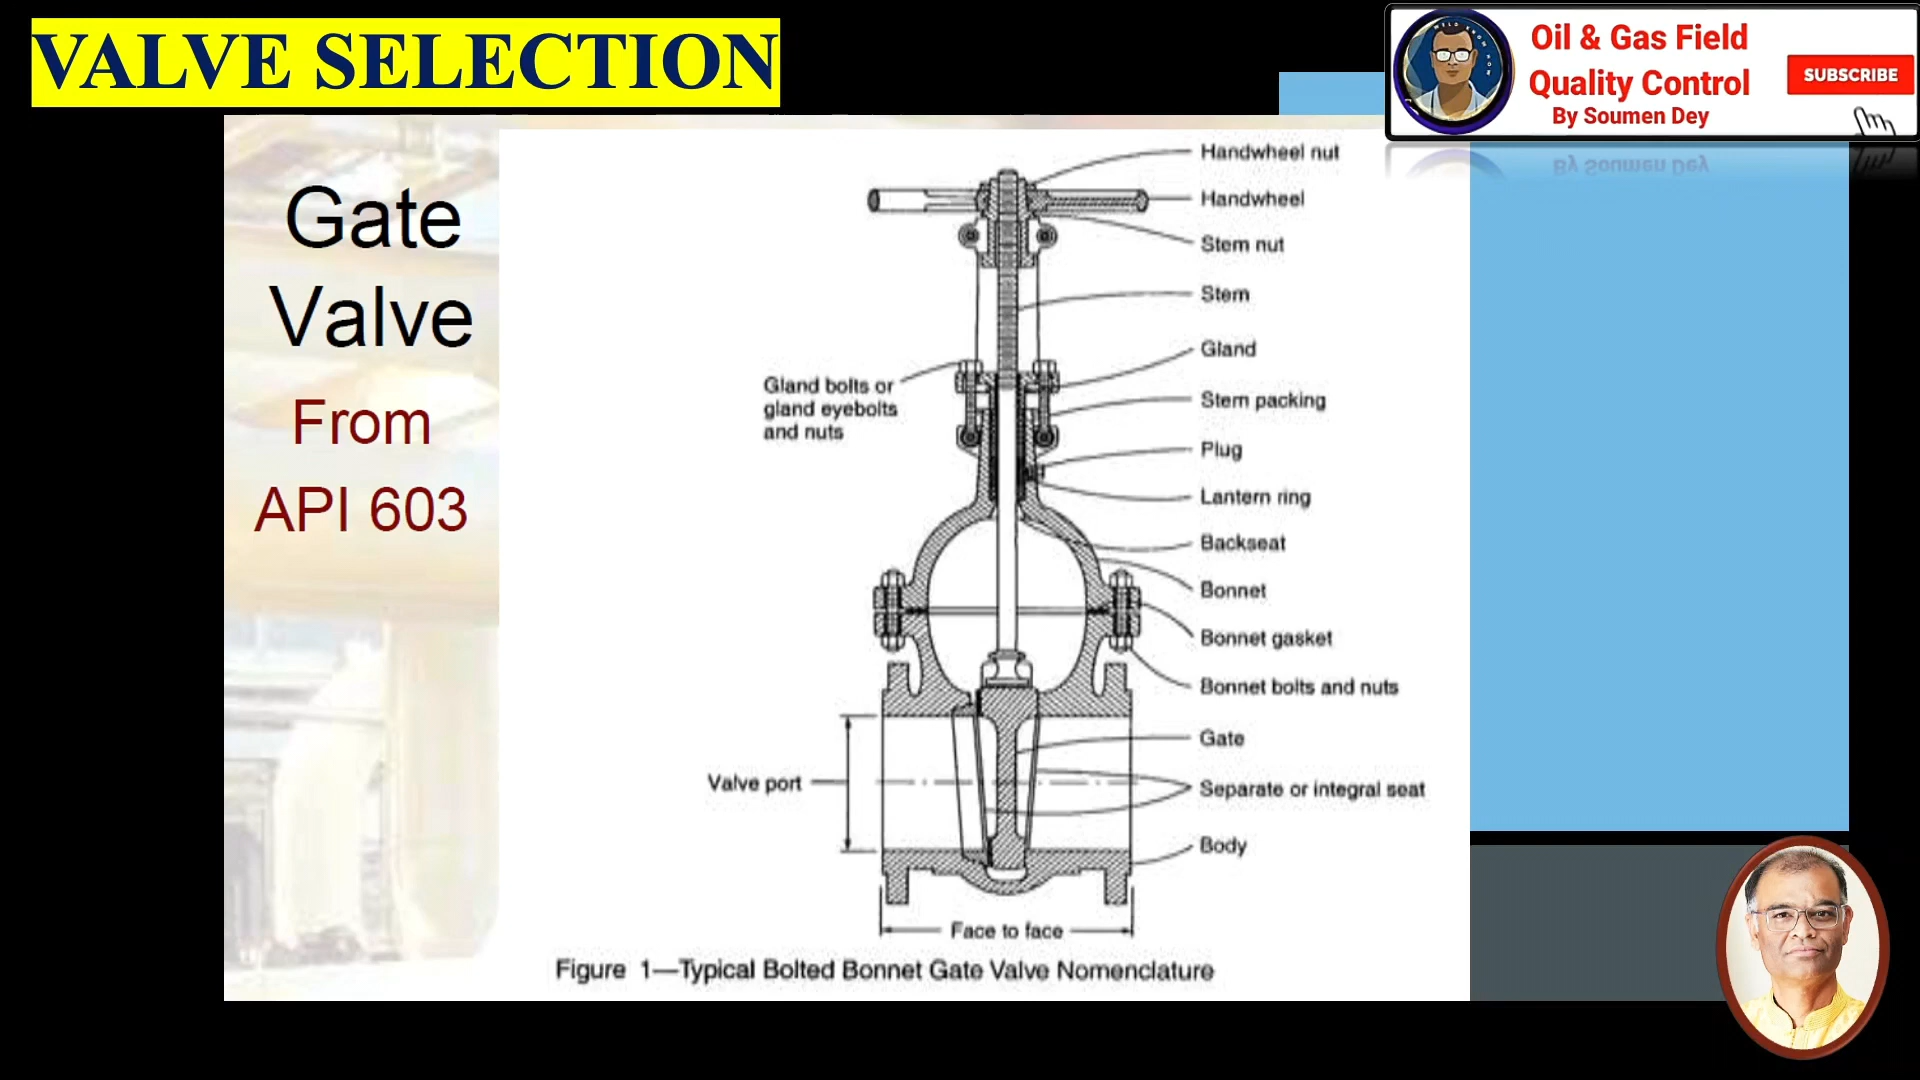 VALVE SELECTION
Oil & Gas Field
Quality Control
By Soumen Dey
SUBSCRIBE
By Soumen Dey
Gate
Valve
From
API 603
Handwheel nut
Handwheel
Stem nut
Stem
Gland
Gland bolts or
gland eyebolts
and nuts
Stem packing
Plug
Lantern ring
Backseat
Bonnet
Bonnet gasket
Bonnet bolts and nuts
Gate
Valve port
Separate or integral seat
Body
Face to face
Figure 1—Typical Bolted Bonnet Gate Valve Nomenclature